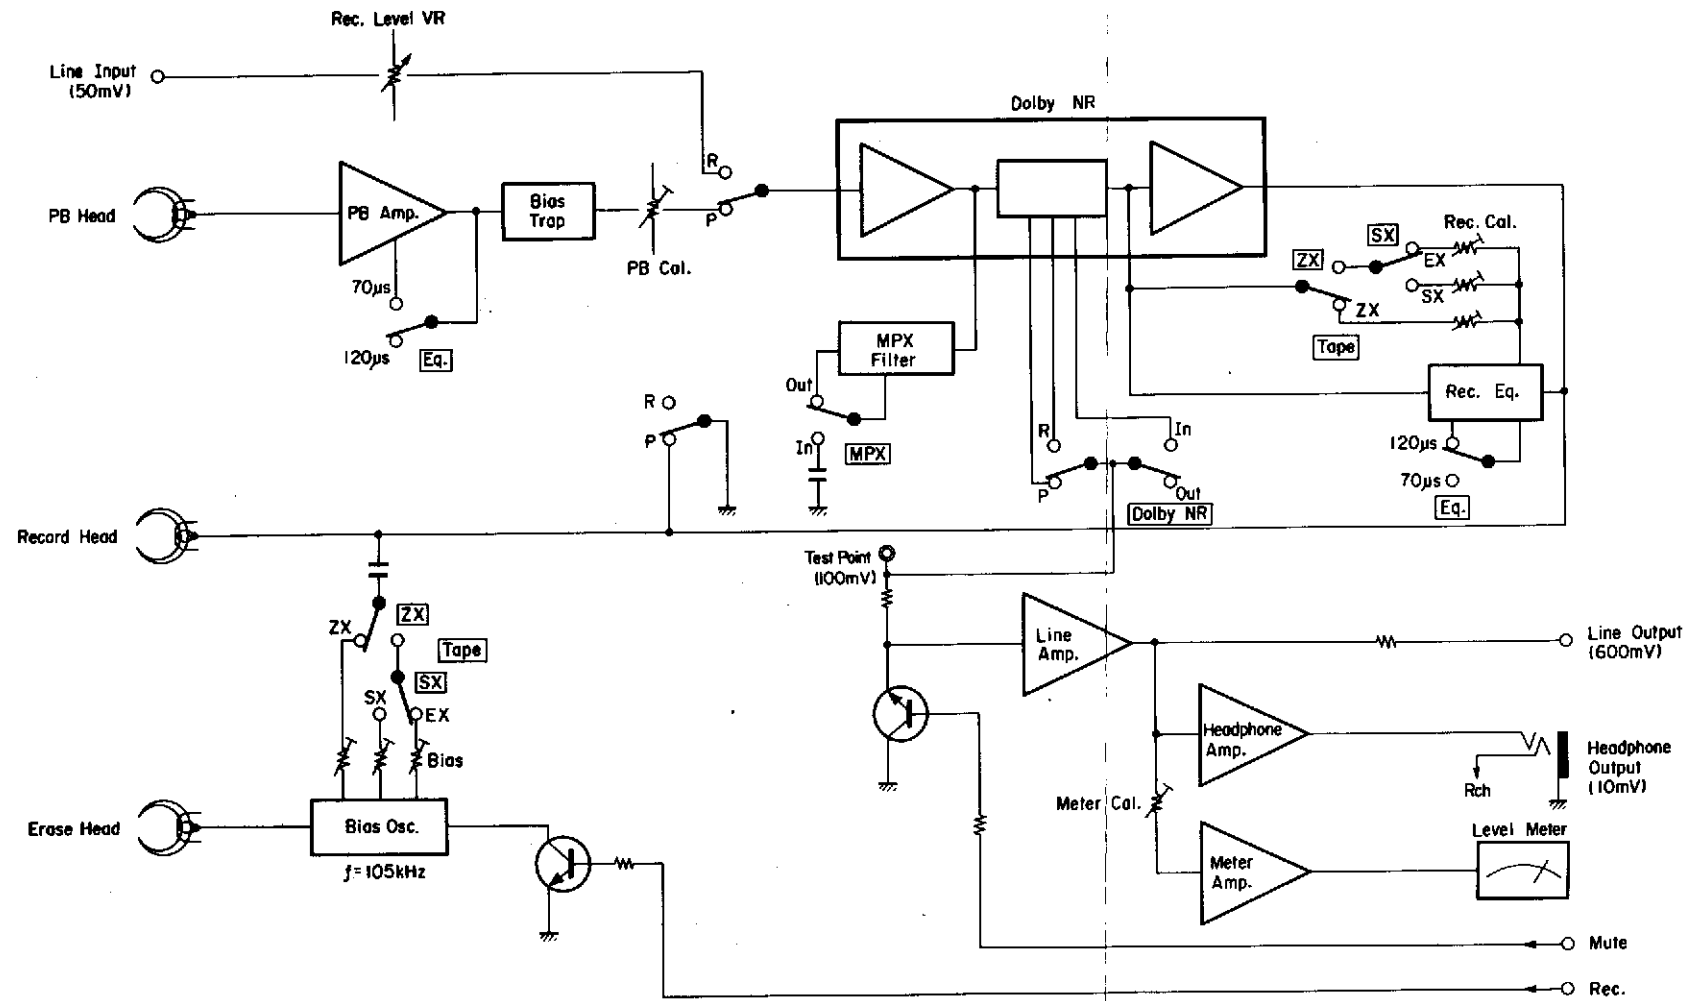 Rec. Level VR
Line Input
(50mV)
Dolby NR
R
PB Head
PB Amp.
Bias
Trap
P
PB Cal.
70µs
120µs
Eq.
SX
Rec. Cal.
ZX
EX
SX
ZX
Tape
MPX
Filter
Out
In
MPX
R
P
Rec. Eq.
120µs
70µs
Eq.
R
In
P
Out
Dolby NR
Record Head
Test Point
(100mV)
ZX
ZX
Tape
SX
SX
EX
Bias
Line
Amp.
Line Output
(600mV)
Headphone
Amp.
Headphone
Output
(10mV)
Rch
Meter Cal.
Erase Head
Bias Osc.
f=105kHz
Level Meter
Meter
Amp.
Mute
Rec.